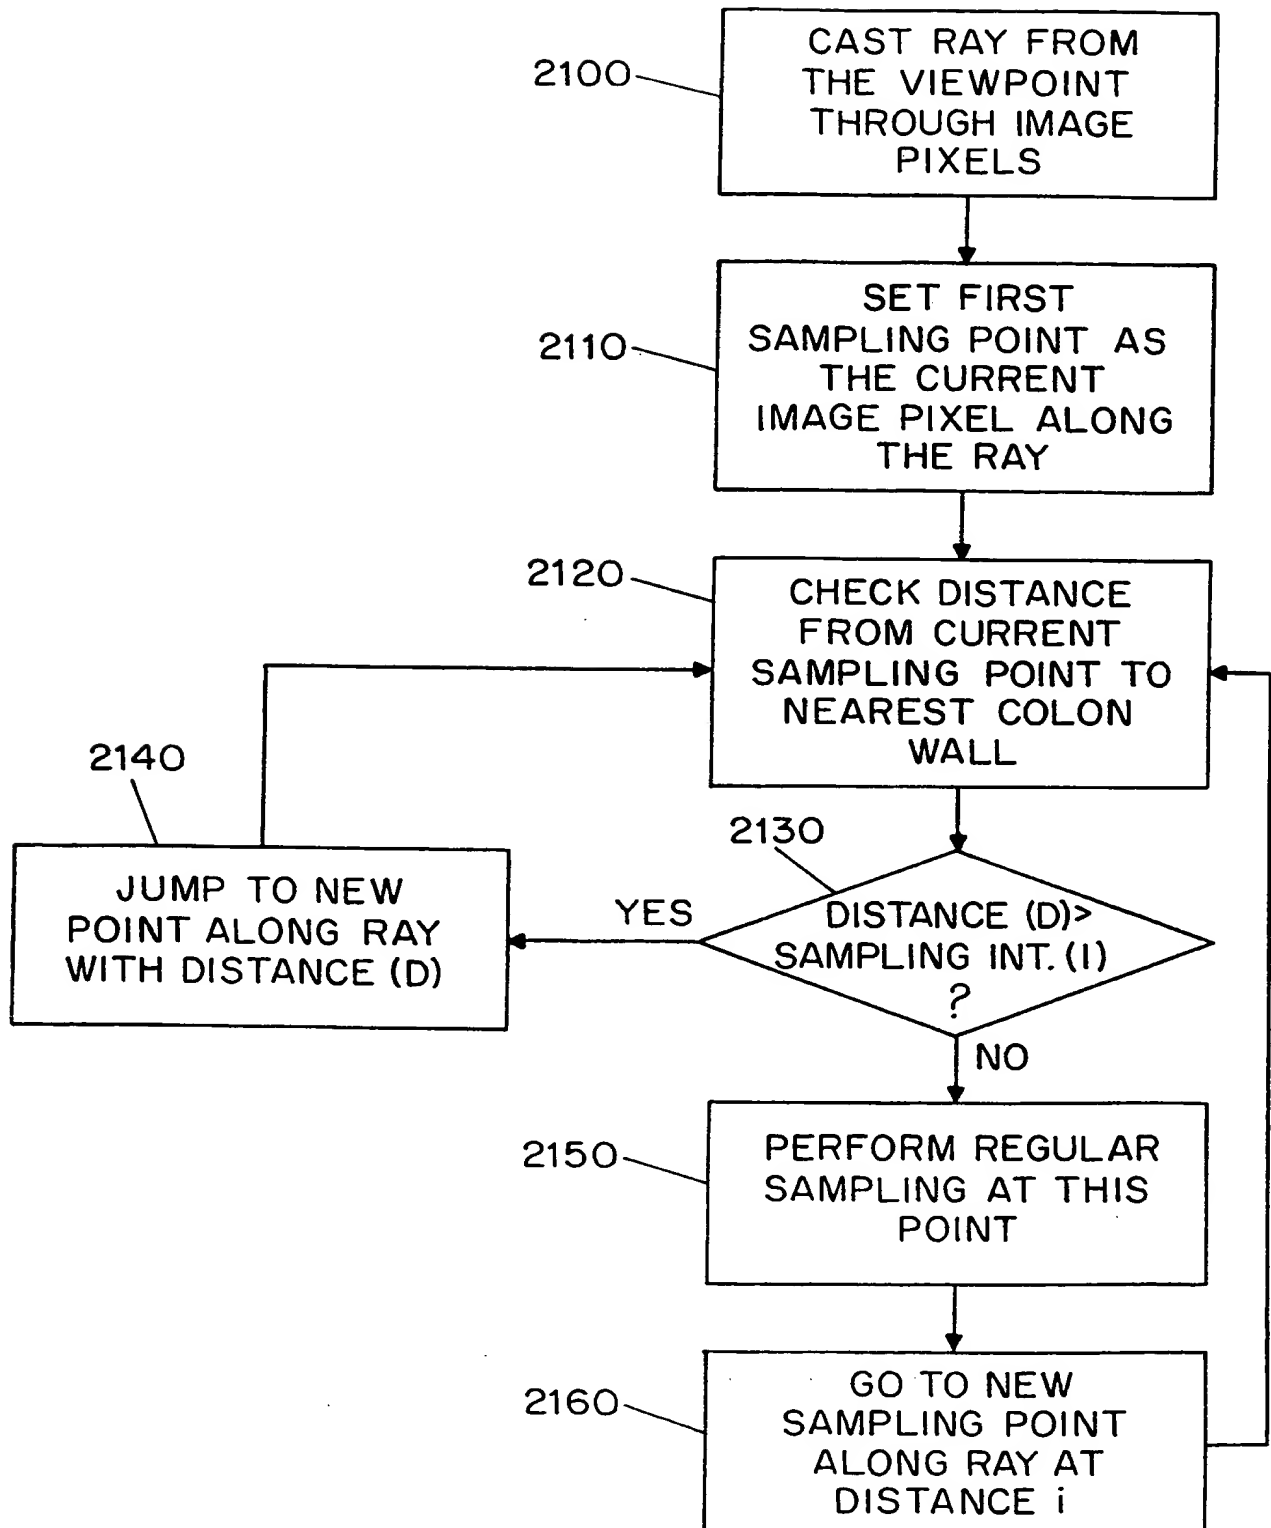 2100
CAST RAY FROM
THE VIEWPOINT
THROUGH IMAGE
PIXELS
2110
SET FIRST
SAMPLING POINT AS
THE CURRENT
IMAGE PIXEL ALONG
THE RAY
2120
CHECK DISTANCE
FROM CURRENT
SAMPLING POINT TO
NEAREST COLON
WALL
2130
DISTANCE (D)>
SAMPLING INT. (I)
?
YES
2140
JUMP TO NEW
POINT ALONG RAY
WITH DISTANCE (D)
NO
2150
PERFORM REGULAR
SAMPLING AT THIS
POINT
2160
GO TO NEW
SAMPLING POINT
ALONG RAY AT
DISTANCE i